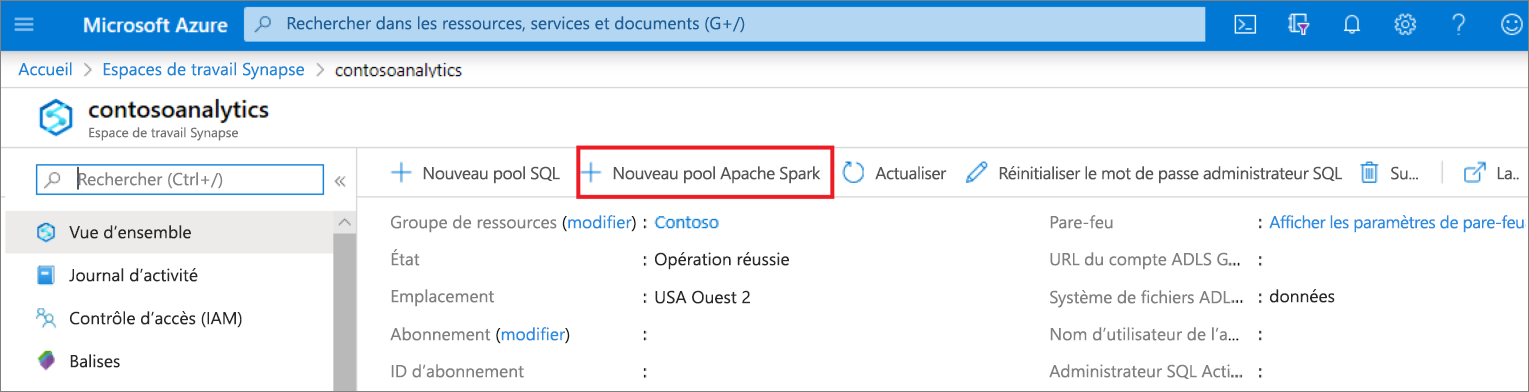 Microsoft Azure Rechercher dans les ressources, services et documents (G+/)
Accueil > Espaces de travail Synapse > contosoanalytics
contosoanalytics
Espace de travail Synapse
Rechercher (Ctrl+/) «
Vue d’ensemble
Journal d’activité
Contrôle d’accès (IAM)
Balises
+ Nouveau pool SQL + Nouveau pool Apache Spark Actualiser Réinitialiser le mot de passe administrateur SQL Su... La..
Groupe de ressources (modifier) : Contoso
État : Opération réussie
Emplacement : USA Ouest 2
Abonnement (modifier) :
ID d’abonnement :
Pare-feu : Afficher les paramètres de pare-feu
URL du compte ADLS G... :
Système de fichiers ADL... : données
Nom d’utilisateur de l’a... :
Administrateur SQL Acti... :